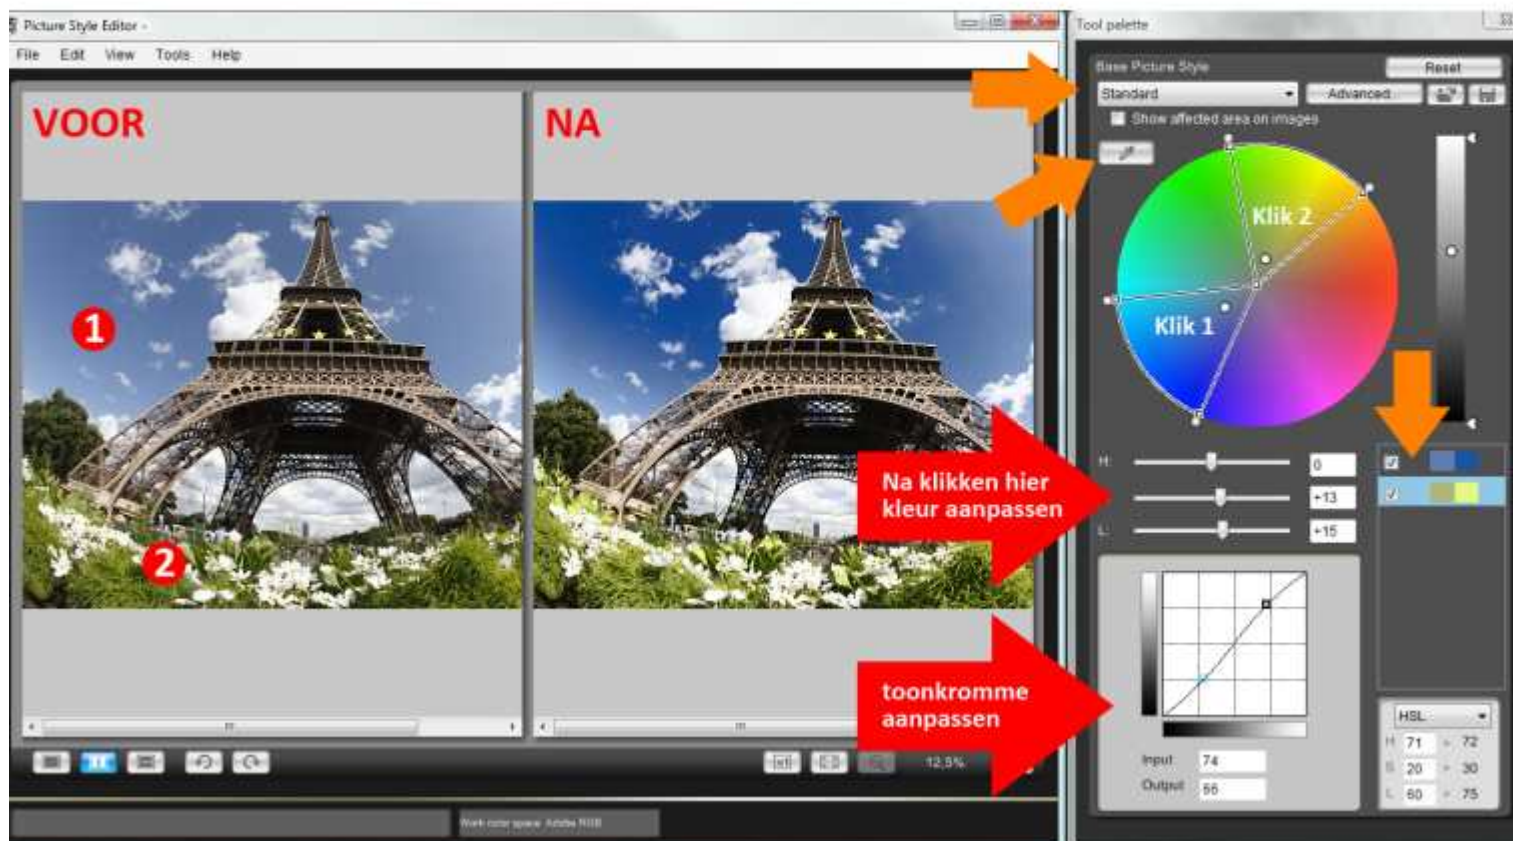 Picture Style Editor -
File Edit View Tools Help
VOOR
NA
1
2
Tool palette
Base Picture Style
Reset
Standard
Advanced
Show affected area on images
Klik 2
Klik 1
Na klikken hier
kleur aanpassen
H: 0
+13
L: +15
toonkromme
aanpassen
Input 74
Output
HSL
H 71 72
S 20 30
L 60 75
12,5%
Work color space Adobe RGB